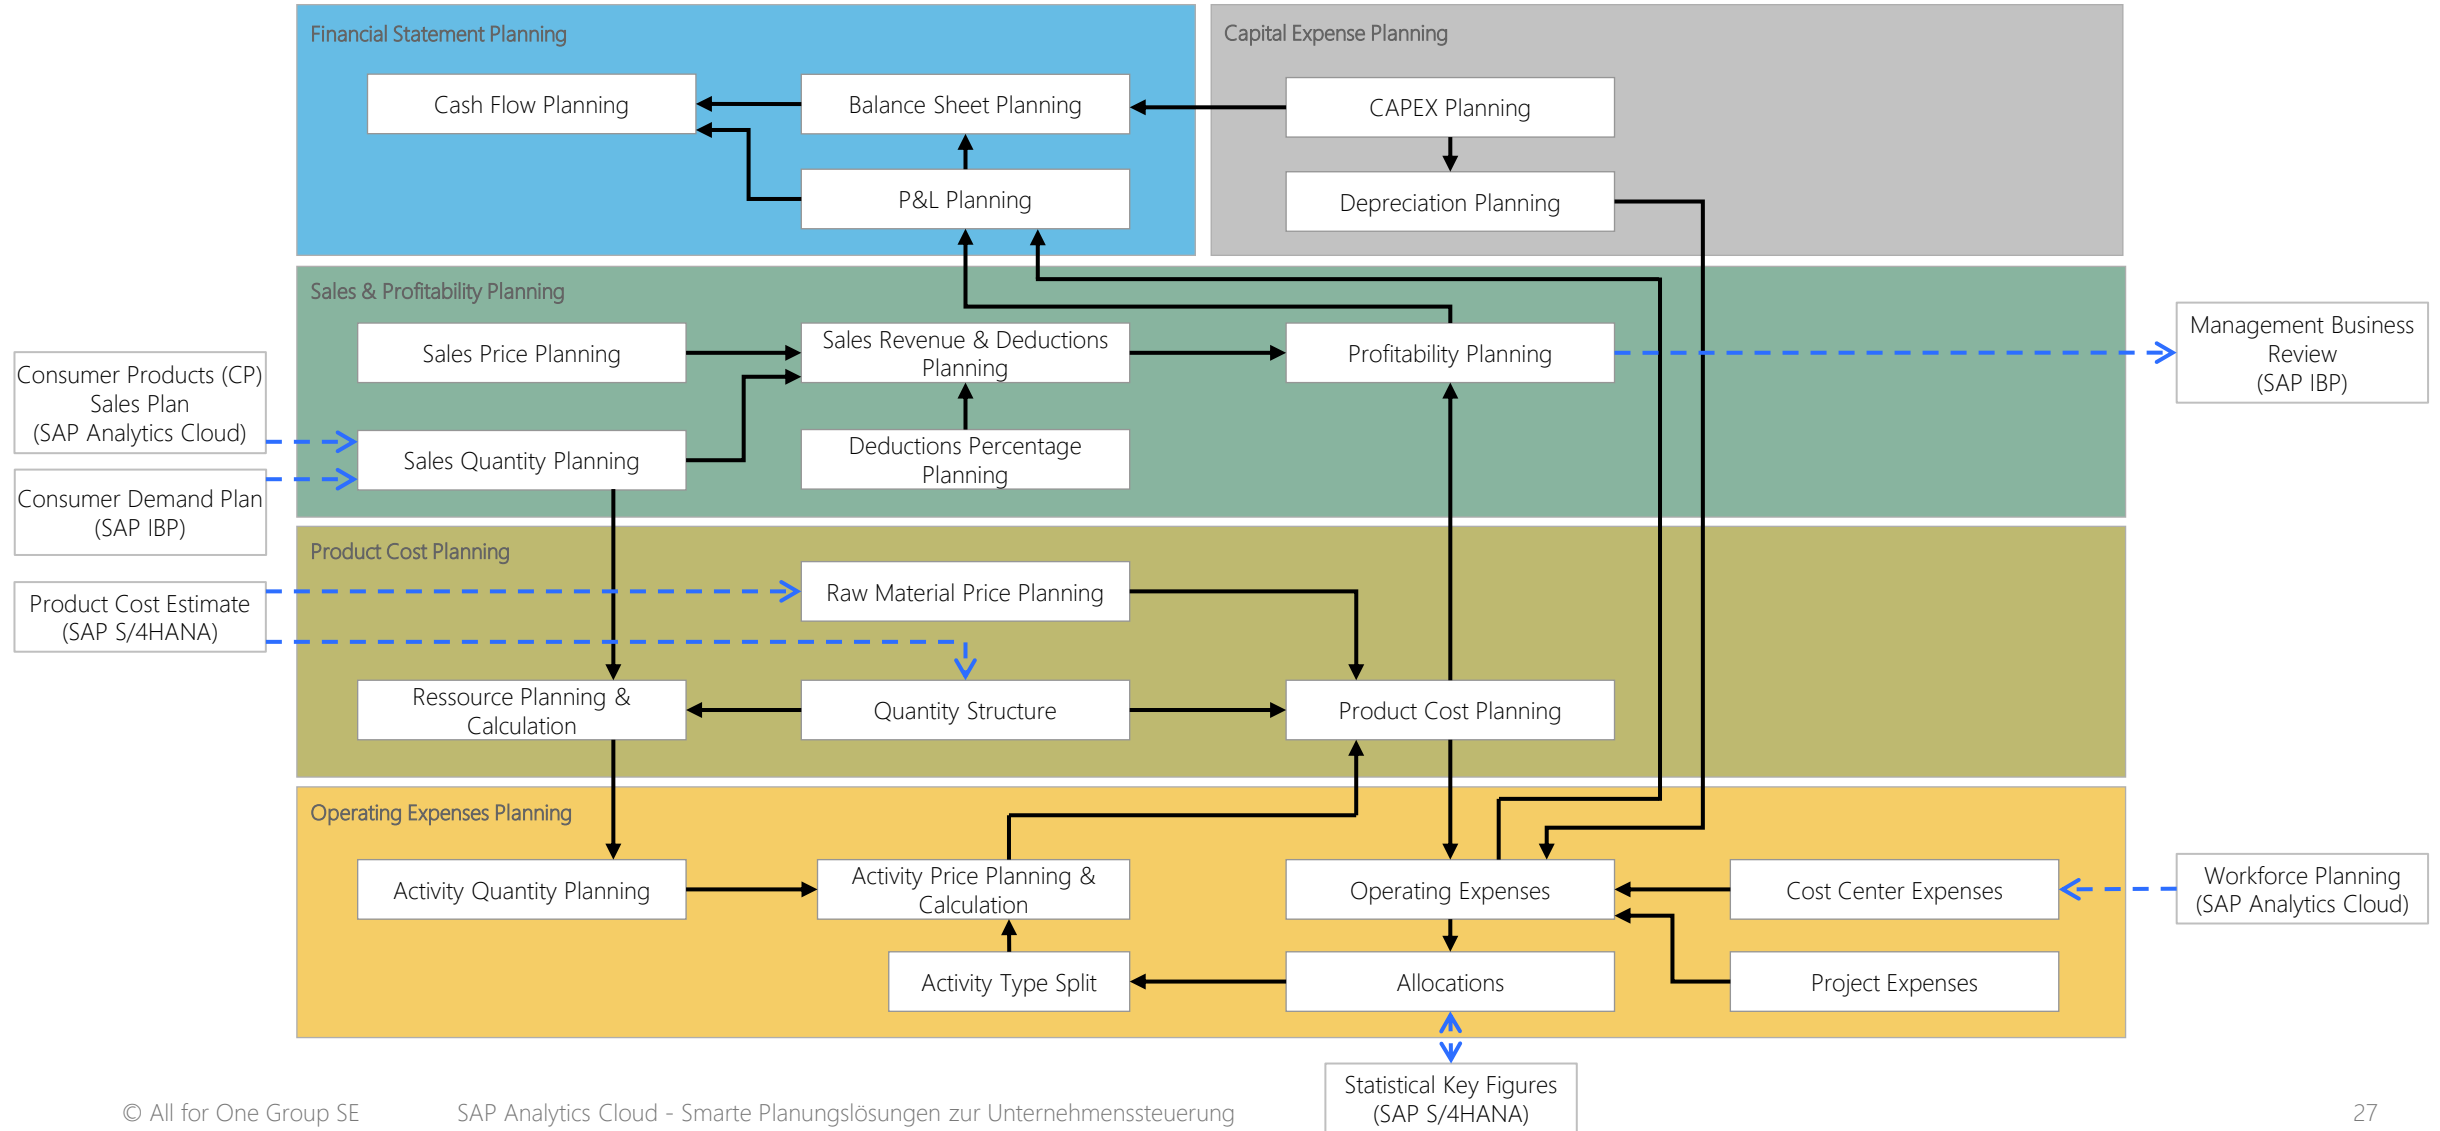 Financial Statement Planning
Capital Expense Planning
Cash Flow Planning
Balance Sheet Planning
CAPEX Planning
P&L Planning
Depreciation Planning
Sales & Profitability Planning
Sales Price Planning
Sales Revenue & Deductions
Planning
Profitability Planning
Management Business
Review
(SAP IBP)
Consumer Products (CP)
Sales Plan
(SAP Analytics Cloud)
Sales Quantity Planning
Deductions Percentage
Planning
Consumer Demand Plan
(SAP IBP)
Product Cost Planning
Raw Material Price Planning
Product Cost Estimate
(SAP S/4HANA)
Ressource Planning &
Calculation
Quantity Structure
Product Cost Planning
Operating Expenses Planning
Activity Quantity Planning
Activity Price Planning &
Calculation
Operating Expenses
Cost Center Expenses
Workforce Planning
(SAP Analytics Cloud)
Activity Type Split
Allocations
Project Expenses
Statistical Key Figures
(SAP S/4HANA)
© All for One Group SE
SAP Analytics Cloud - Smarte Planungslösungen zur Unternehmenssteuerung
27